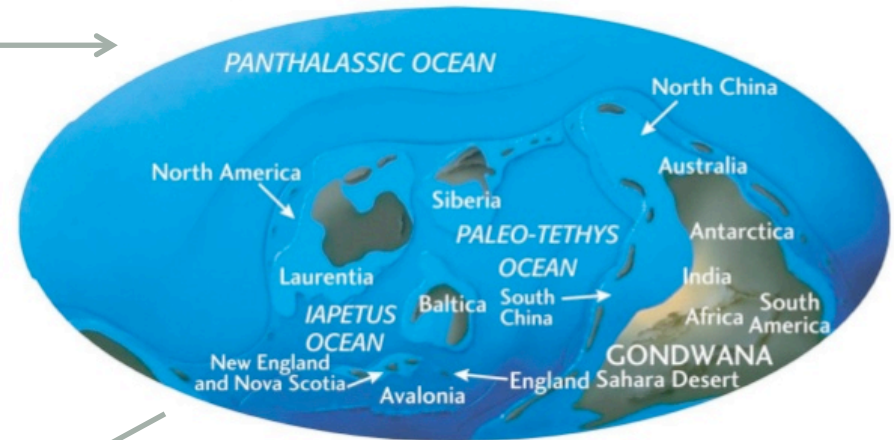 PANTHALASSIC OCEAN
North China
North America
Australia
Siberia
PALEO-TETHYS
OCEAN
Antarctica
Laurentia
India
IAPETUS
OCEAN
Baltica
South
China
Africa
South
America
New England
and Nova Scotia
GONDWANA
England
Sahara Desert
Avalonia